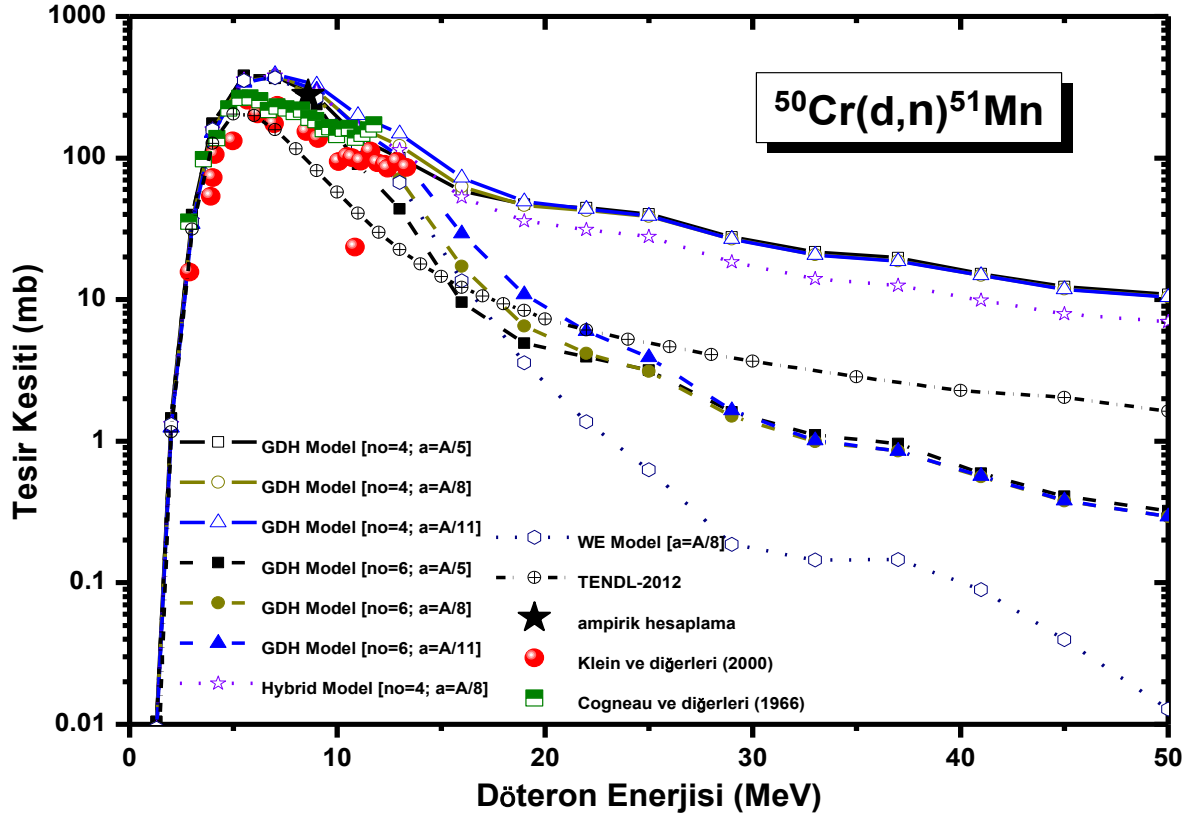 1000
100
10
1
0.1
0.01
Tesir Kesiti (mb)
⁵⁰Cr(d,n)⁵¹Mn
GDH Model [no=4; a=A/5]
GDH Model [no=4; a=A/8]
GDH Model [no=4; a=A/11]
GDH Model [no=6; a=A/5]
GDH Model [no=6; a=A/8]
GDH Model [no=6; a=A/11]
Hybrid Model [no=4; a=A/8]
WE Model [a=A/8]
TENDL-2012
ampirik hesaplama
Klein ve diğerleri (2000)
Cogneau ve diğerleri (1966)
0 10 20 30 40 50
Döteron Enerjisi (MeV)